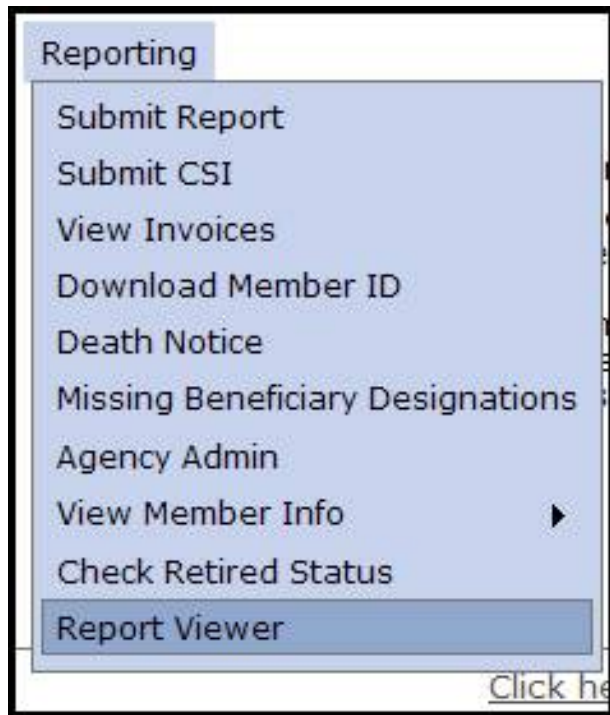 Reporting
Submit Report
Submit CSI
View Invoices
Download Member ID
Death Notice
Missing Beneficiary Designations
Agency Admin
View Member Info
Check Retired Status
Report Viewer
Click